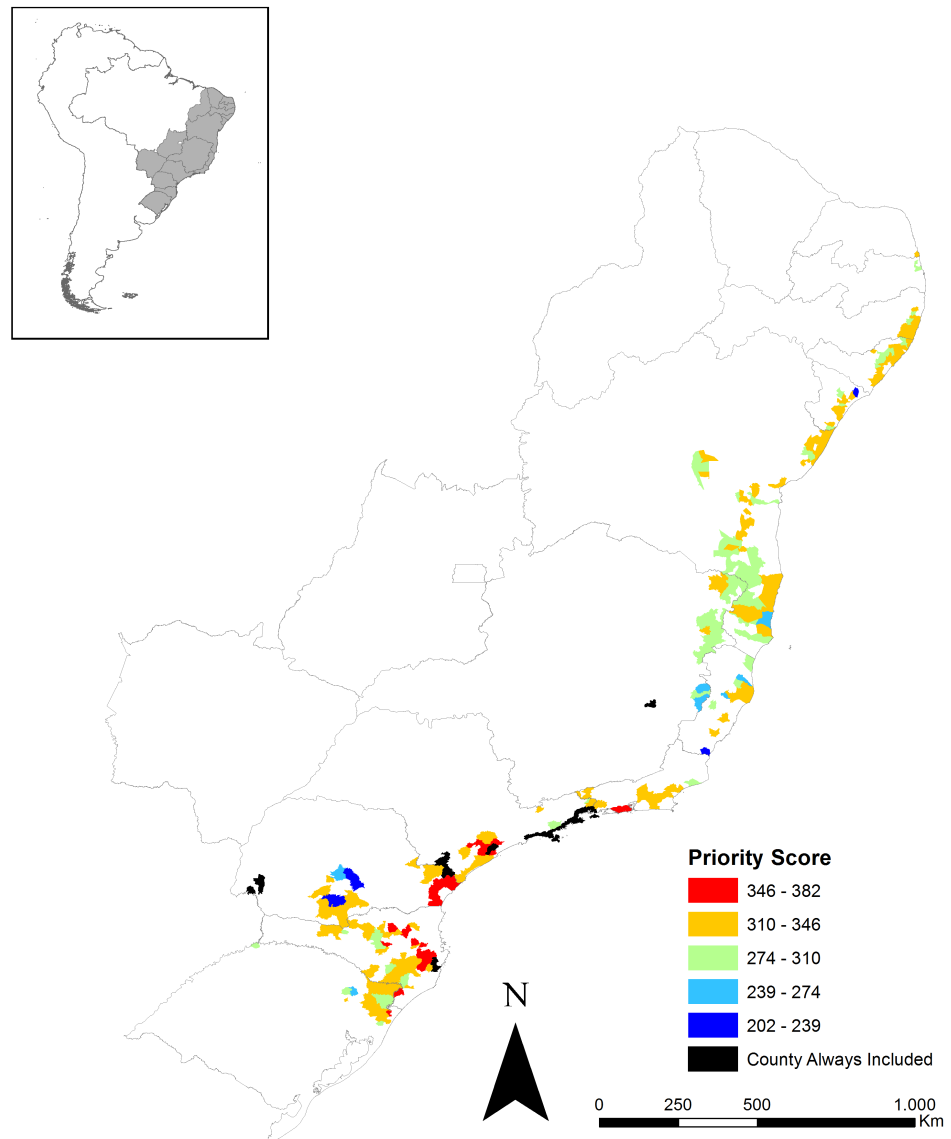 Priority Score
346 - 382
310 - 346
274 - 310
239 - 274
202 - 239
County Always Included
N
0 250 500 1.000
Km